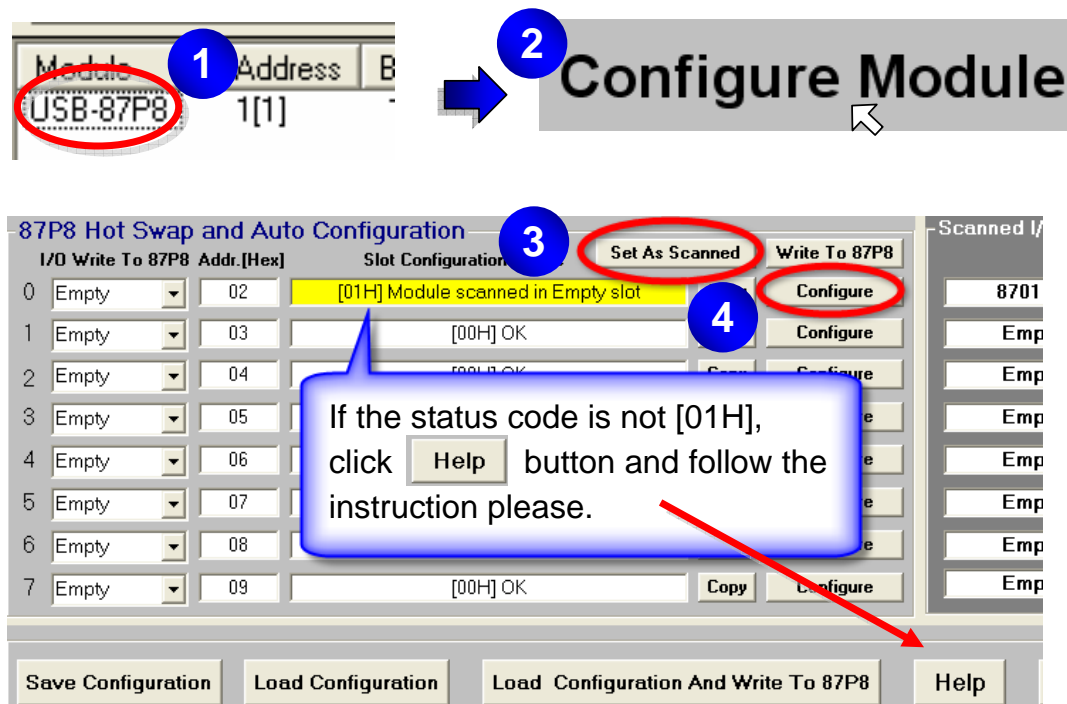 Module Address B
1
USB-87P8 1[1]
2
Configure Module
87P8 Hot Swap and Auto Configuration
3
Set As Scanned Write To 87P8
I/O Write To 87P8 Addr.[Hex] Slot Configuration
Scanned I/
0 Empty 02 [01H] Module scanned in Empty slot Configure 8701
4
1 Empty 03 [00H] OK Configure Emp
2 Empty 04 [00H] OK Copy Configure Emp
3 Empty 05 e Emp
4 Empty 06 e Emp
5 Empty 07 e Emp
6 Empty 08 e Emp
7 Empty 09 [00H] OK Copy Configure Emp
If the status code is not [01H],
click Help button and follow the
instruction please.
Save Configuration Load Configuration Load Configuration And Write To 87P8 Help